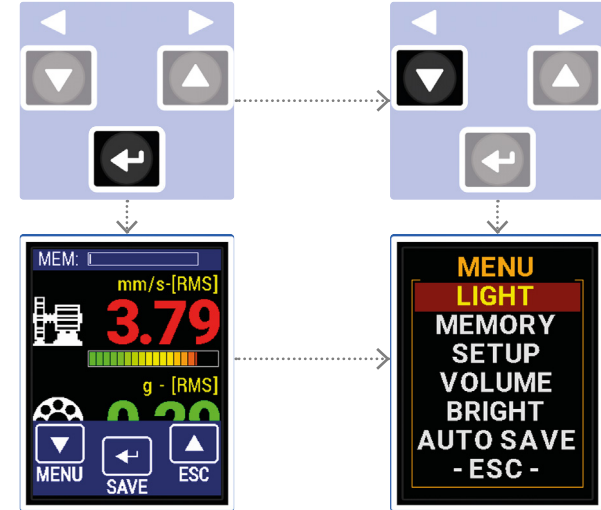 MEM:
mm/s-[RMS]
3.79
g - [RMS]
MENU
SAVE
ESC
MENU
LIGHT
MEMORY
SETUP
VOLUME
BRIGHT
AUTO SAVE
- ESC -